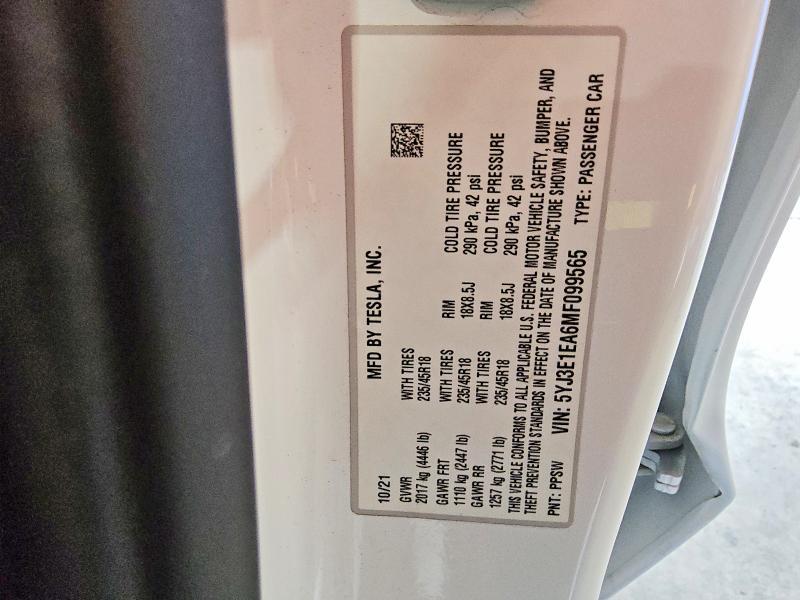 MFD BY TESLA, INC.
10/21
GVWR WITH TIRES
2017 kg (4446 lb) 235/45R18
GAWR FRT WITH TIRES RIM COLD TIRE PRESSURE
1110 kg (2447 lb) 235/45R18 18X8.5J 290 kPa, 42 psi
GAWR RR WITH TIRES RIM COLD TIRE PRESSURE
1257 kg (2771 lb) 235/45R18 18X8.5J 290 kPa, 42 psi
THIS VEHICLE CONFORMS TO ALL APPLICABLE U.S. FEDERAL MOTOR VEHICLE SAFETY, BUMPER, AND
THEFT PREVENTION STANDARDS IN EFFECT ON THE DATE OF MANUFACTURE SHOWN ABOVE.
PNT: PPSW VIN: 5YJ3E1EA6MF099565 TYPE: PASSENGER CAR